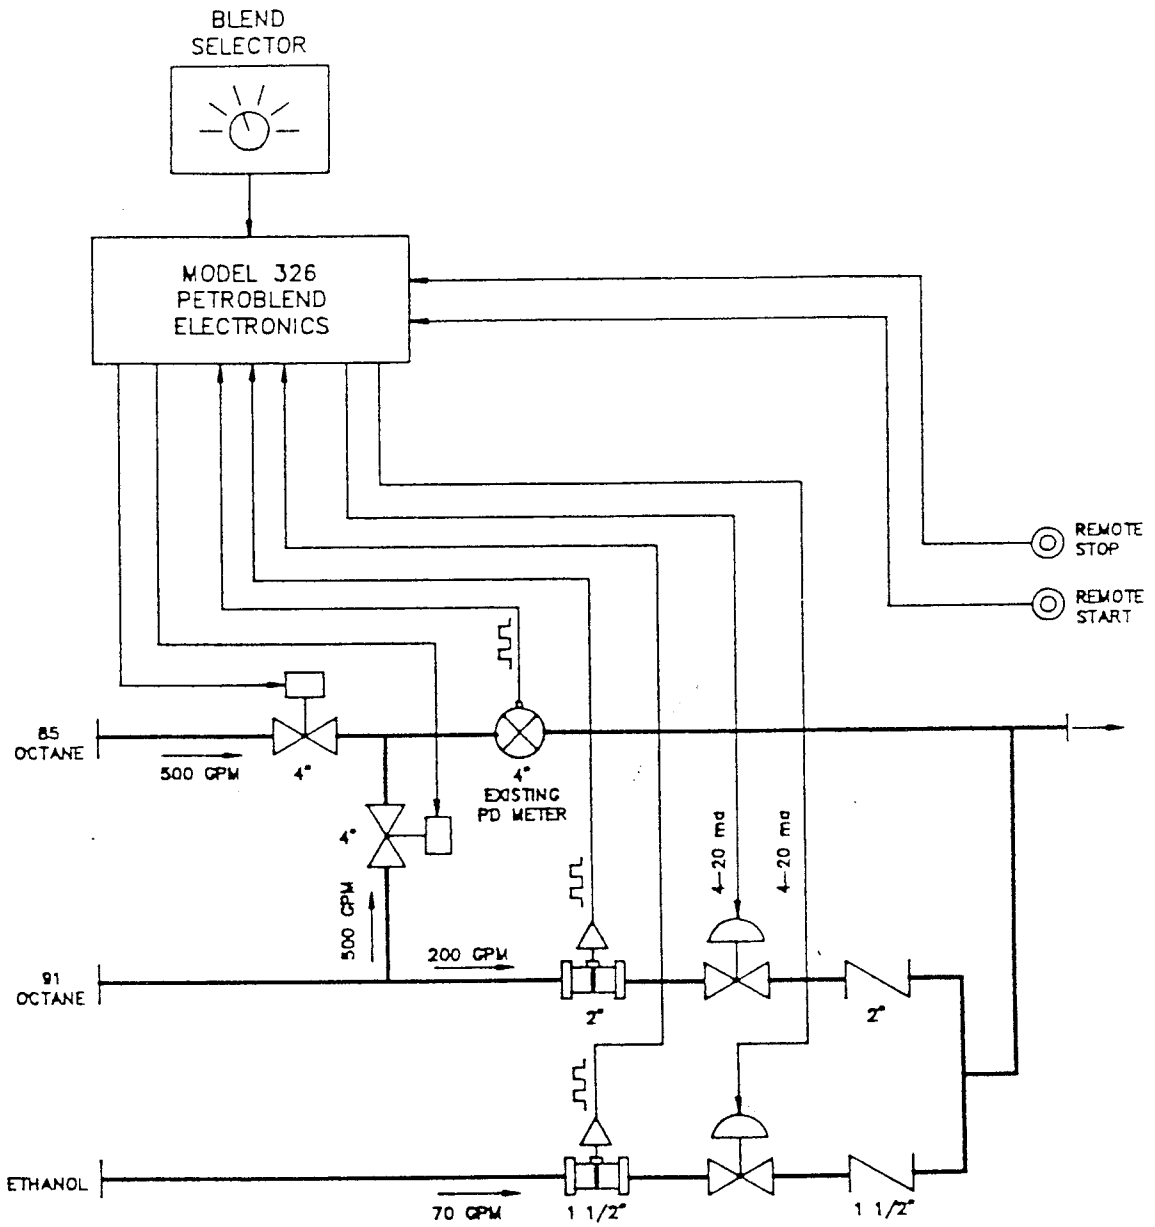 BLEND
SELECTOR
MODEL 326
PETROBLEND
ELECTRONICS
REMOTE
STOP
REMOTE
START
85
OCTANE
500 GPM
4"
4"
EXISTING
PD METER
4"
500 GPM
4-20 ma
4-20 ma
200 GPM
91
OCTANE
2"
2"
ETHANOL
70 GPM
1 1/2"
1 1/2"